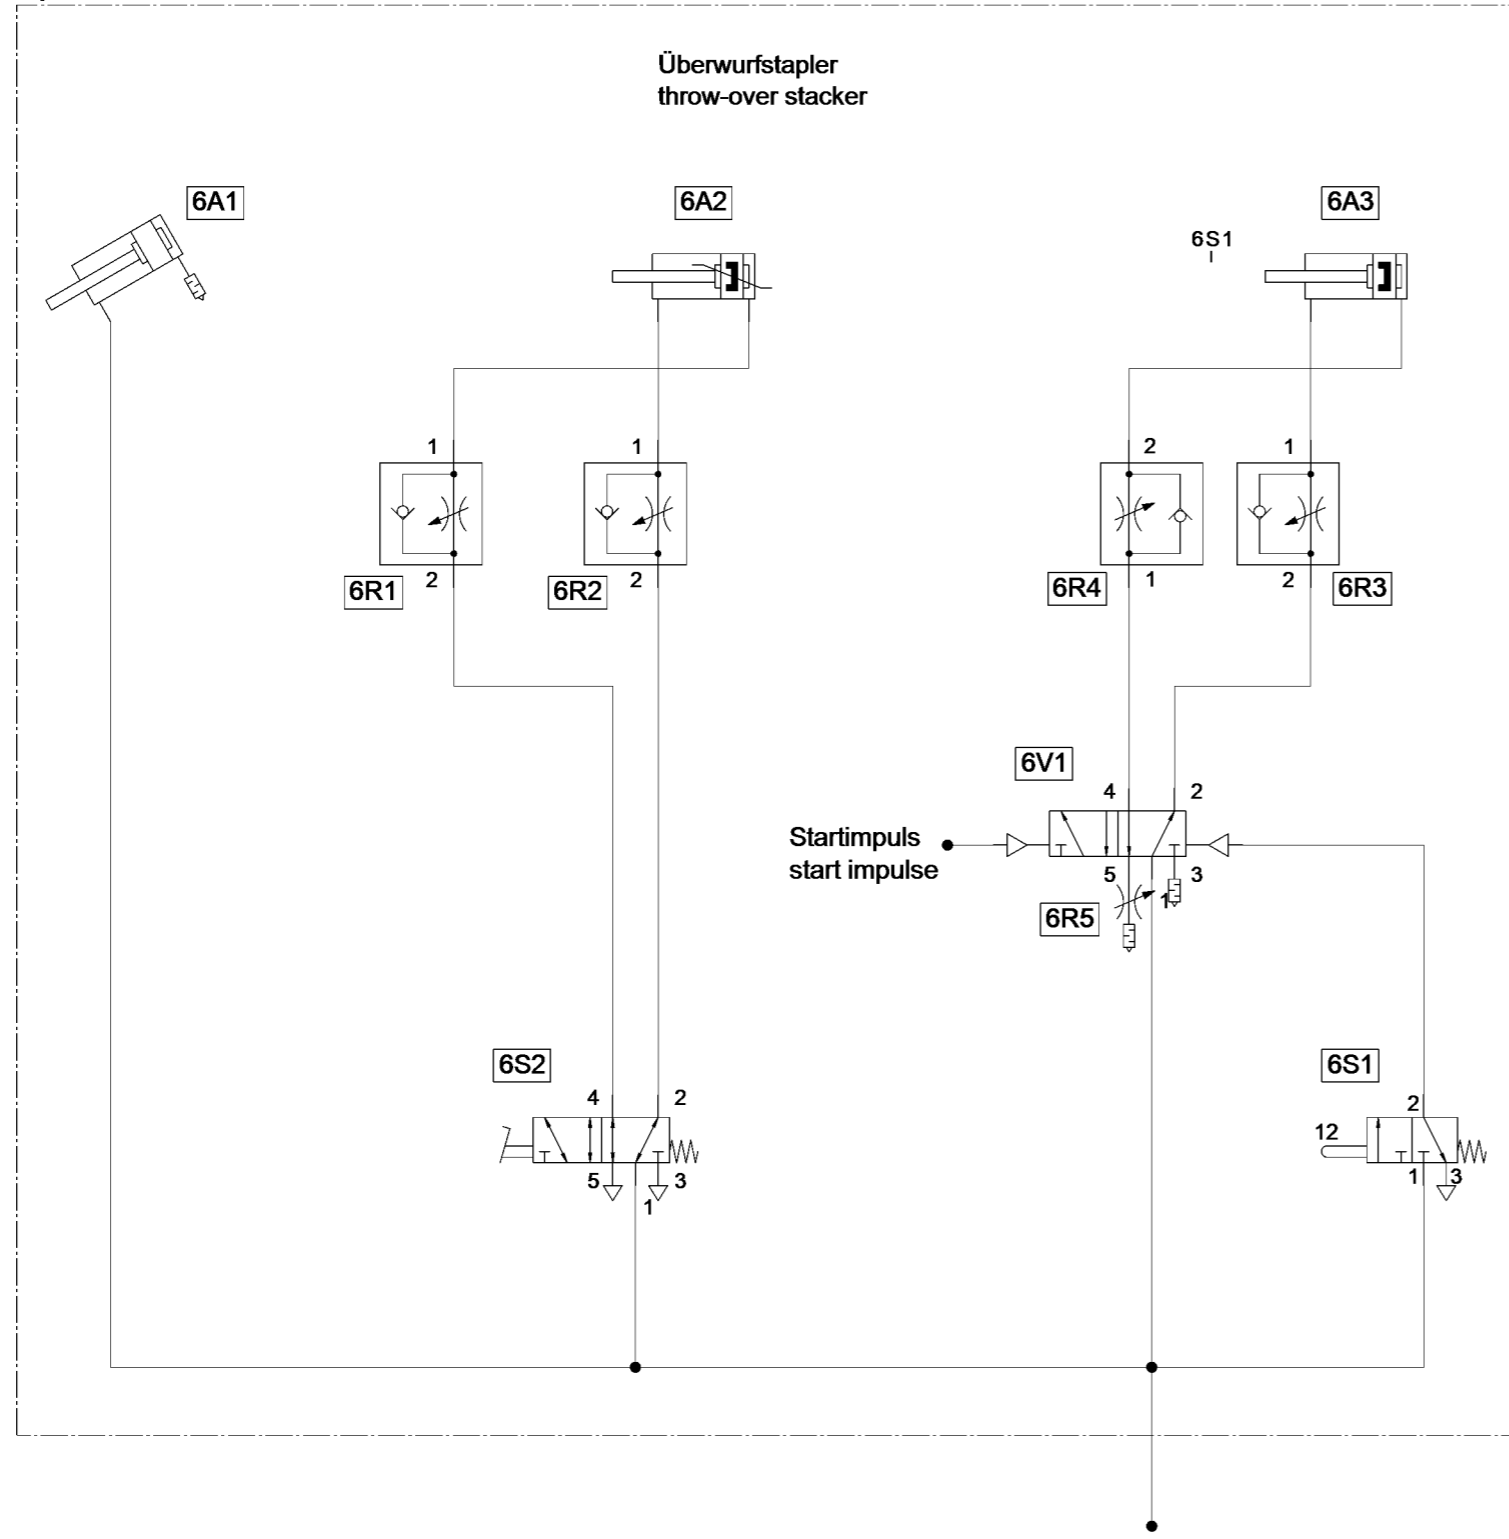 Überwurfstapler
throw-over stacker
6A1
6A2
6A3
6S1
1
1
2
1
6R1
2
6R2
2
6R4
1
2
6R3
6V1
4
2
Startimpuls
start impulse
5
3
1
6R5
6S2
6S1
4
2
2
12
5
3
1
1
3